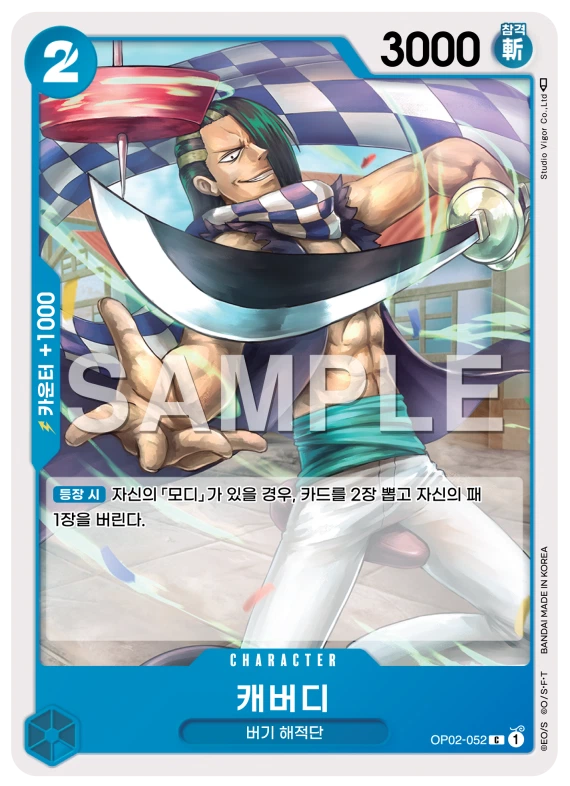 2
3000
참격
斬
Studio Vigor Co.,Ltd
카운터 +1000
SAMPLE
등장 시 자신의 「모디」가 있을 경우, 카드를 2장 뽑고 자신의 패
1장을 버린다.
CHARACTER
캐버디
버기 해적단
OP02-052 C 1
BANDAI MADE IN KOREA
©EO/S ©O/S·F·T